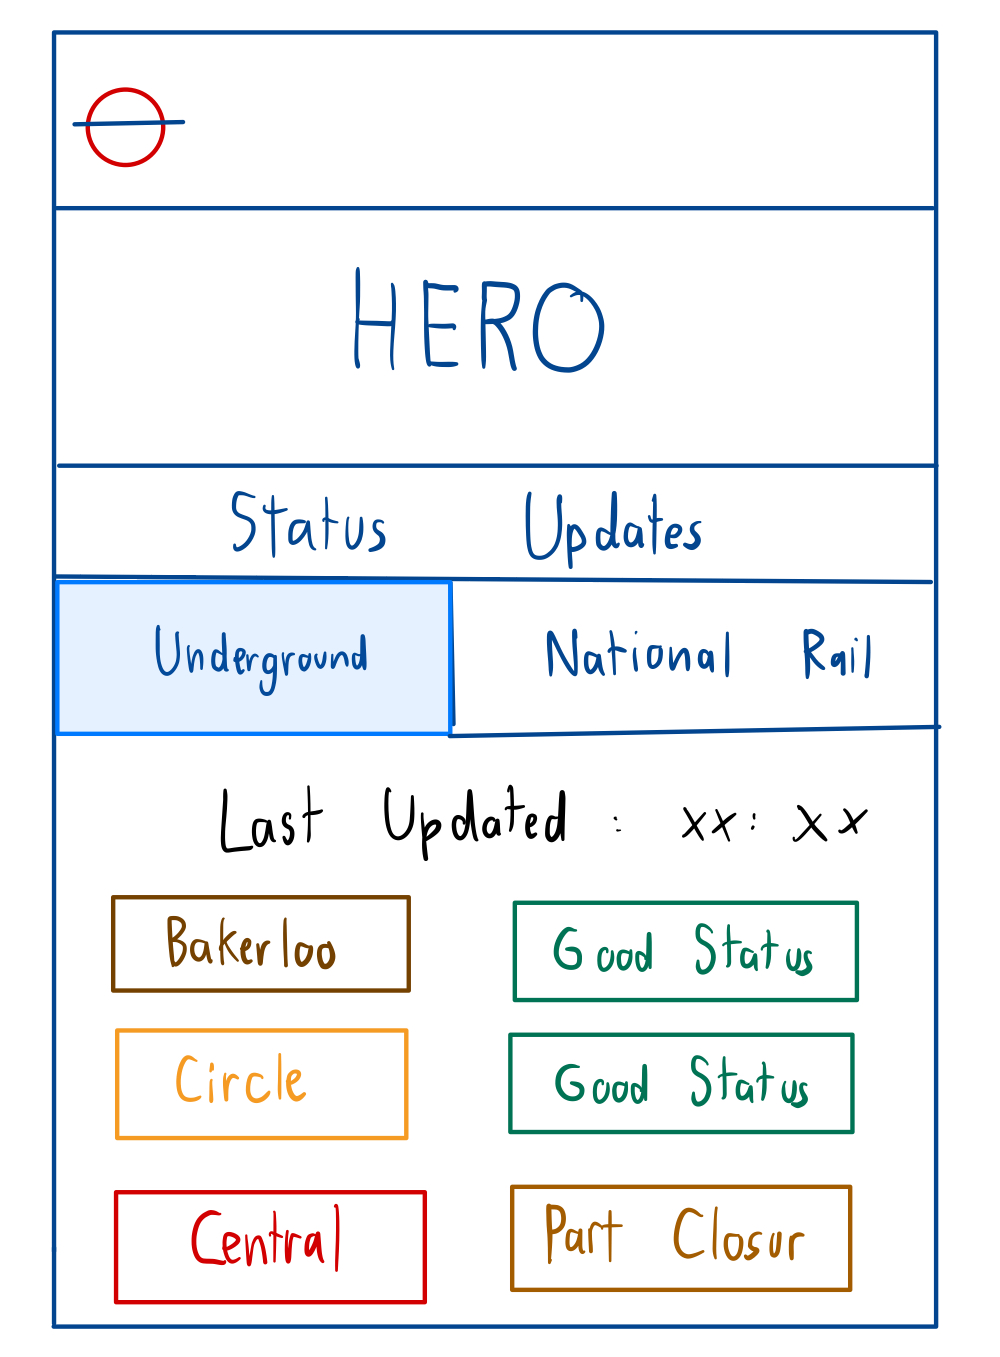 HERO
Status Updates
Underground National Rail
Last Updated : xx: xx
Bakerloo Good Status
Circle Good Status
Central Part Closur